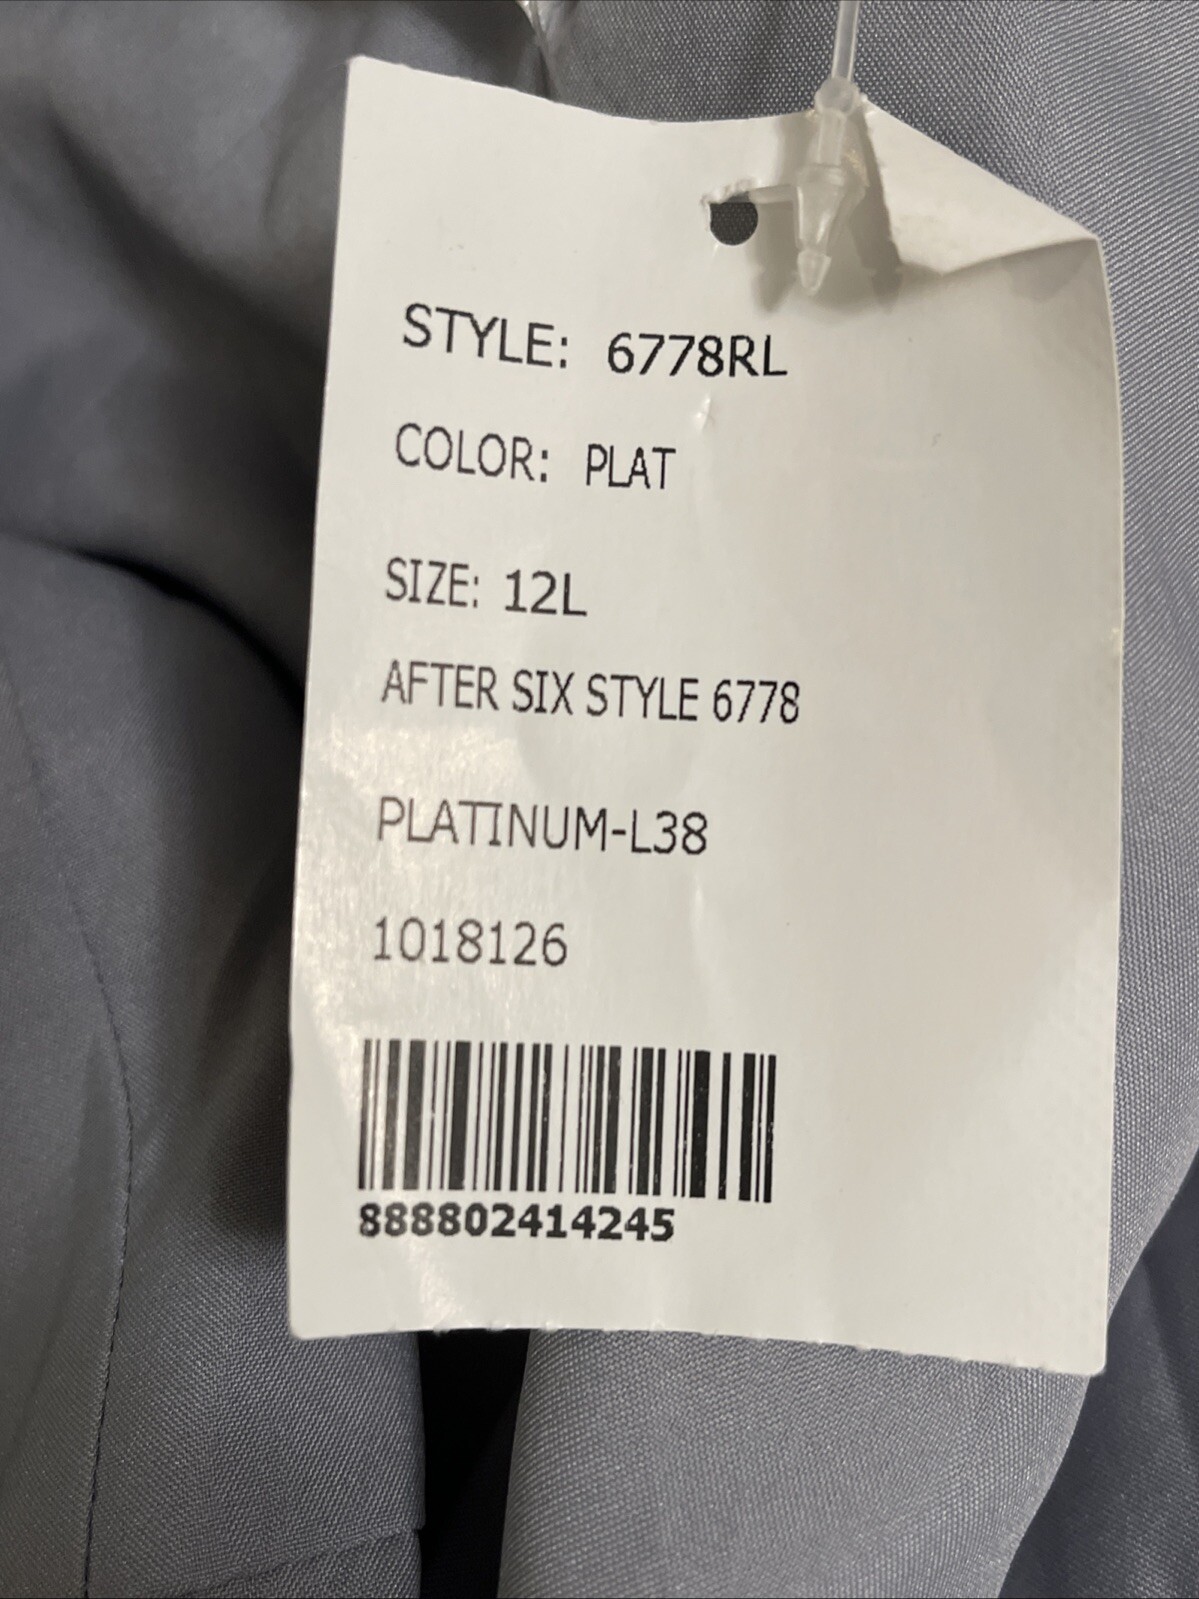 STYLE: 6778RL
COLOR: PLAT
SIZE: 12L
AFTER SIX STYLE 6778
PLATINUM-L38
1018126
888802414245